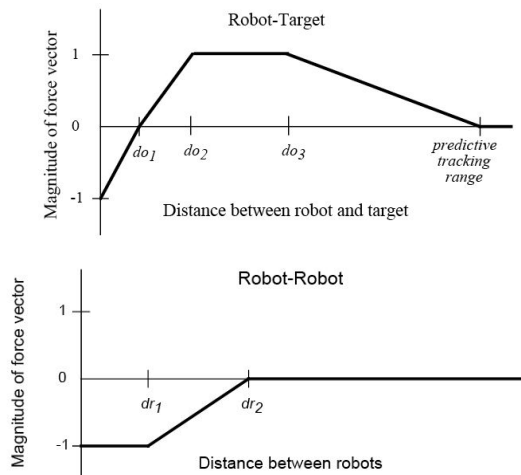 Robot-Target
Magnitude of force vector
1
0
-1
do1
do2
do3
predictive
tracking
range
Distance between robot and target
Robot-Robot
Magnitude of force vector
1
0
-1
dr1
dr2
Distance between robots